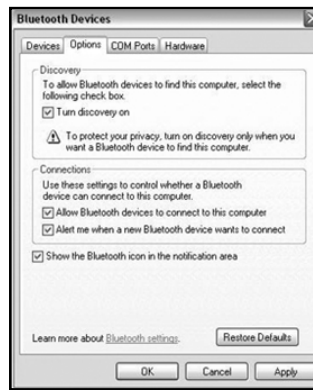 Bluetooth Devices
Devices Options COM Ports Hardware
Discovery
To allow Bluetooth devices to find this computer, select the
following check box.
Turn discovery on
To protect your privacy, turn on discovery only when you
want a Bluetooth device to find this computer.
Connections
Use these settings to control whether a Bluetooth
device can connect to this computer.
Allow Bluetooth devices to connect to this computer
Alert me when a new Bluetooth device wants to connect
Show the Bluetooth icon in the notification area
Learn more about Bluetooth settings. Restore Defaults
OK Cancel Apply